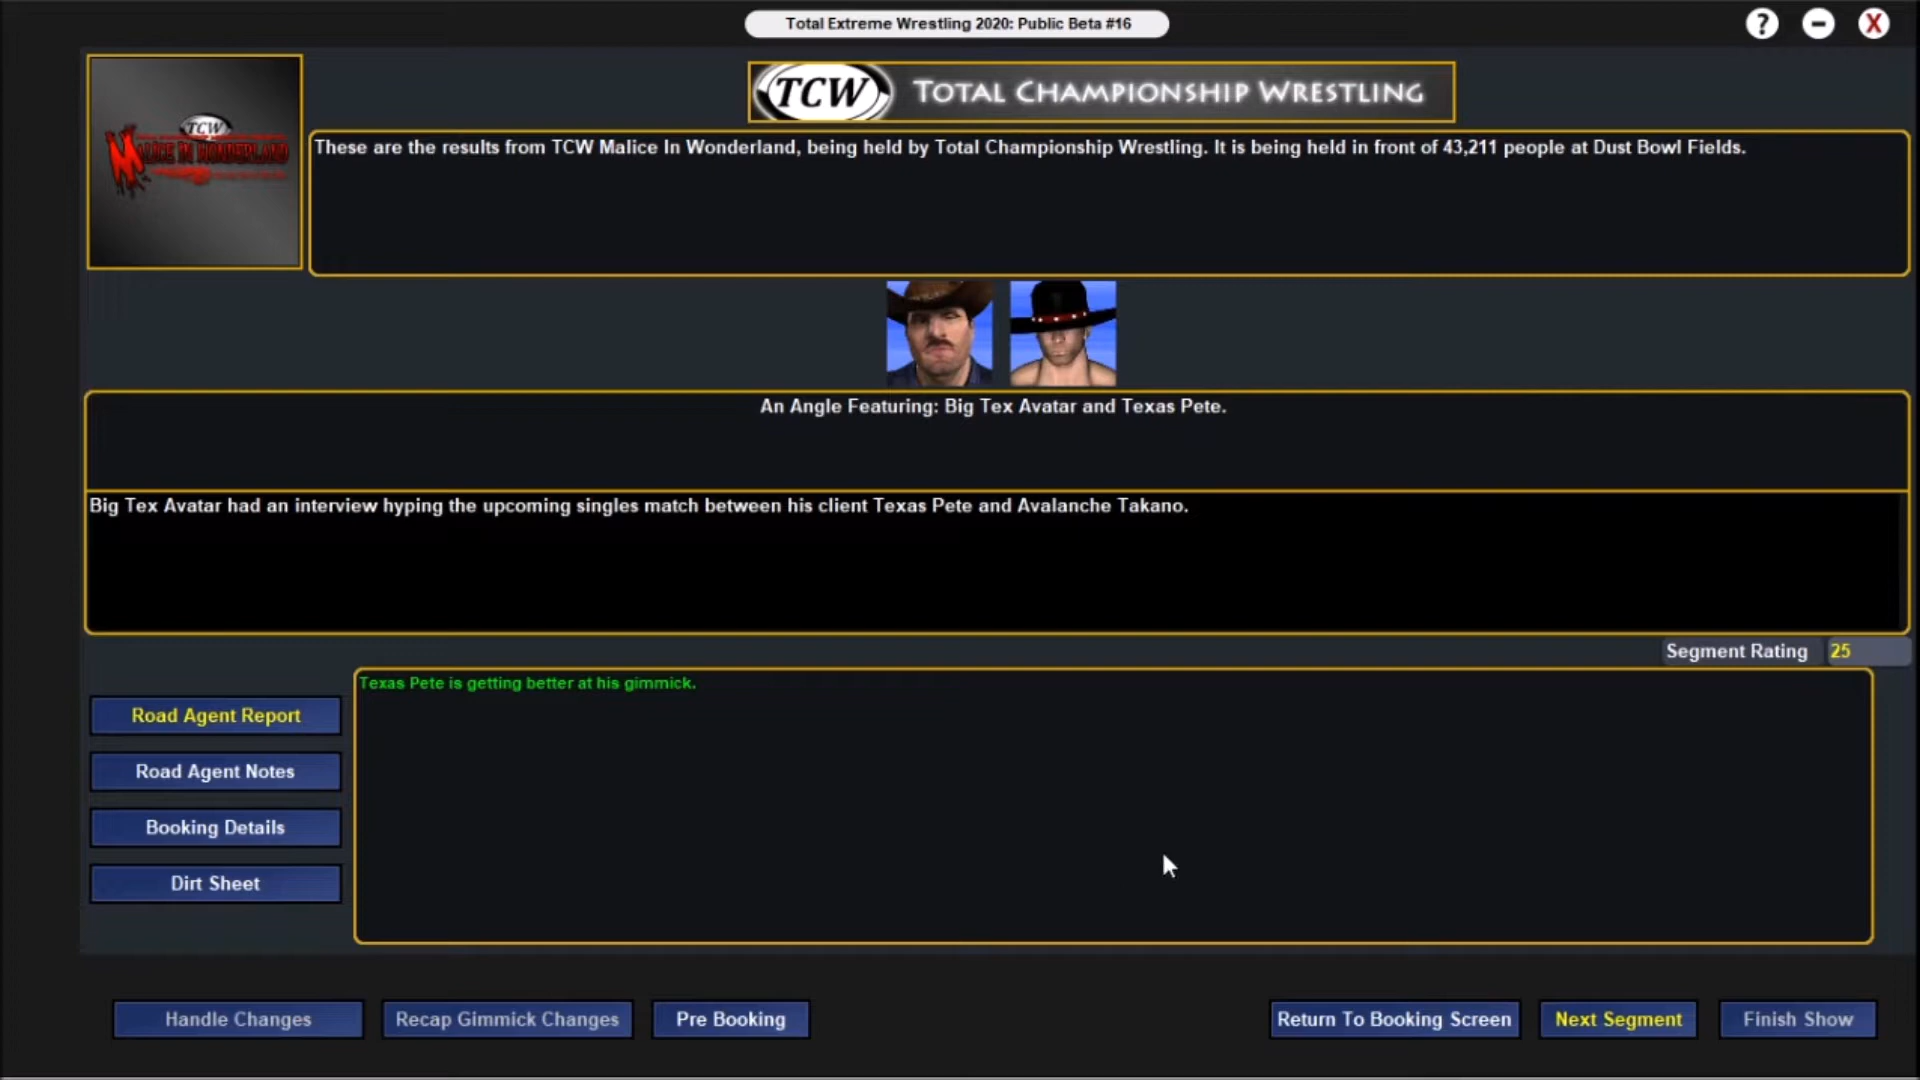 Total Extreme Wrestling 2020: Public Beta #16
?
X
TCW
MALICE IN WONDERLAND
TCW TOTAL CHAMPIONSHIP WRESTLING
These are the results from TCW Malice In Wonderland, being held by Total Championship Wrestling. It is being held in front of 43,211 people at Dust Bowl Fields.
An Angle Featuring: Big Tex Avatar and Texas Pete.
Big Tex Avatar had an interview hyping the upcoming singles match between his client Texas Pete and Avalanche Takano.
Segment Rating 25
Texas Pete is getting better at his gimmick.
Road Agent Report
Road Agent Notes
Booking Details
Dirt Sheet
Handle Changes Recap Gimmick Changes Pre Booking Return To Booking Screen Next Segment Finish Show